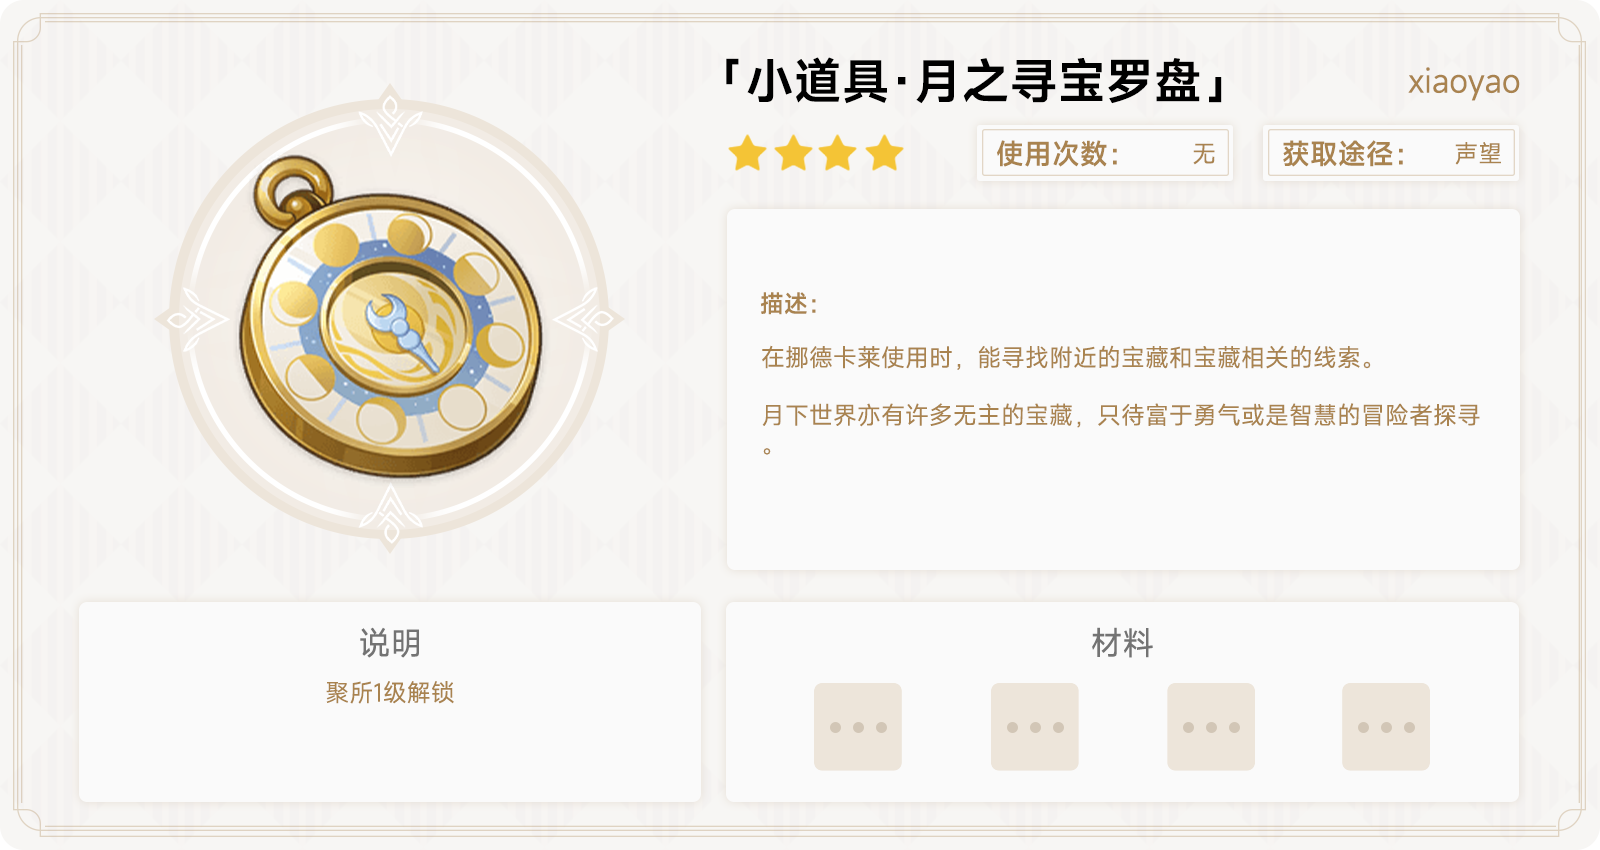 「小道具·月之寻宝罗盘」
xiaoyao
使用次数：
无
获取途径：
声望
描述：
在挪德卡莱使用时，能寻找附近的宝藏和宝藏相关的线索。
月下世界亦有许多无主的宝藏，只待富于勇气或是智慧的冒险者探寻
。
说明
聚所1级解锁
材料